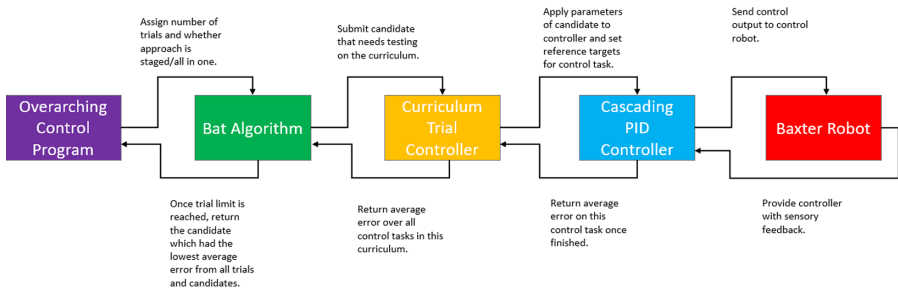 Assign number of
trials and whether
approach is
staged/all in one.
Submit candidate
that needs testing
on the curriculum.
Apply parameters
of candidate to
controller and set
reference targets
for control task.
Send control
output to control
robot.
Overarching
Control
Program
Bat Algorithm
Curriculum
Trial
Controller
Cascading
PID
Controller
Baxter Robot
Once trial limit is
reached, return
the candidate
which had the
lowest average
error from all trials
and candidates.
Return average
error over all
control tasks in this
curriculum.
Return average
error on this
control task once
finished.
Provide controller
with sensory
feedback.